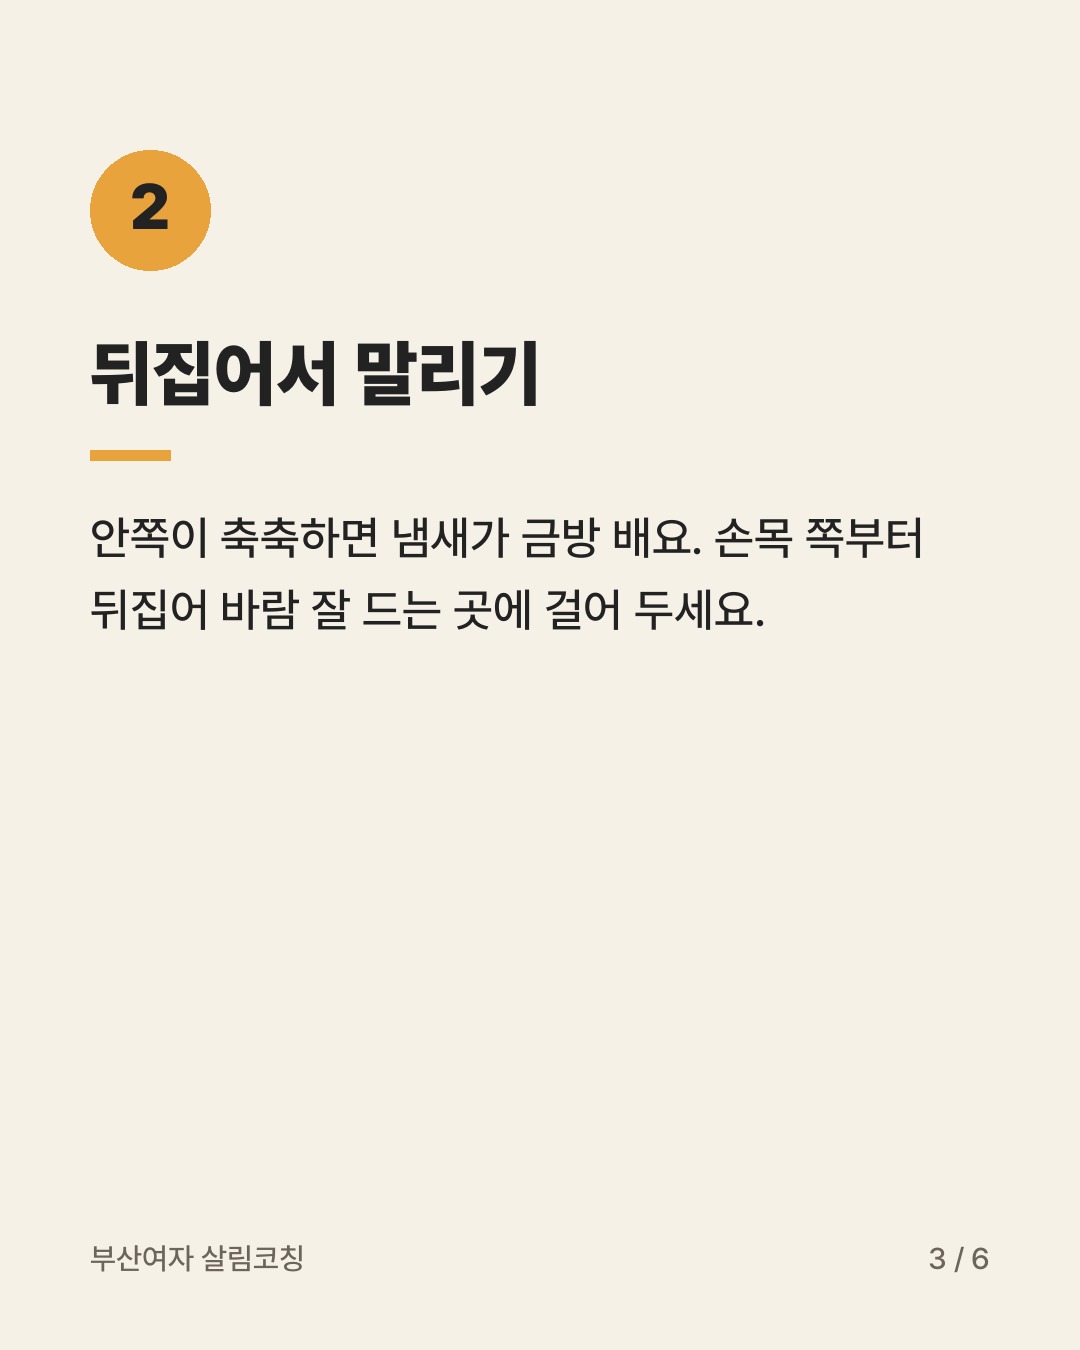 2
뒤집어서 말리기
안쪽이 축축하면 냄새가 금방 배요. 손목 쪽부터
뒤집어 바람 잘 드는 곳에 걸어 두세요.
부산여자 살림코칭
3 / 6